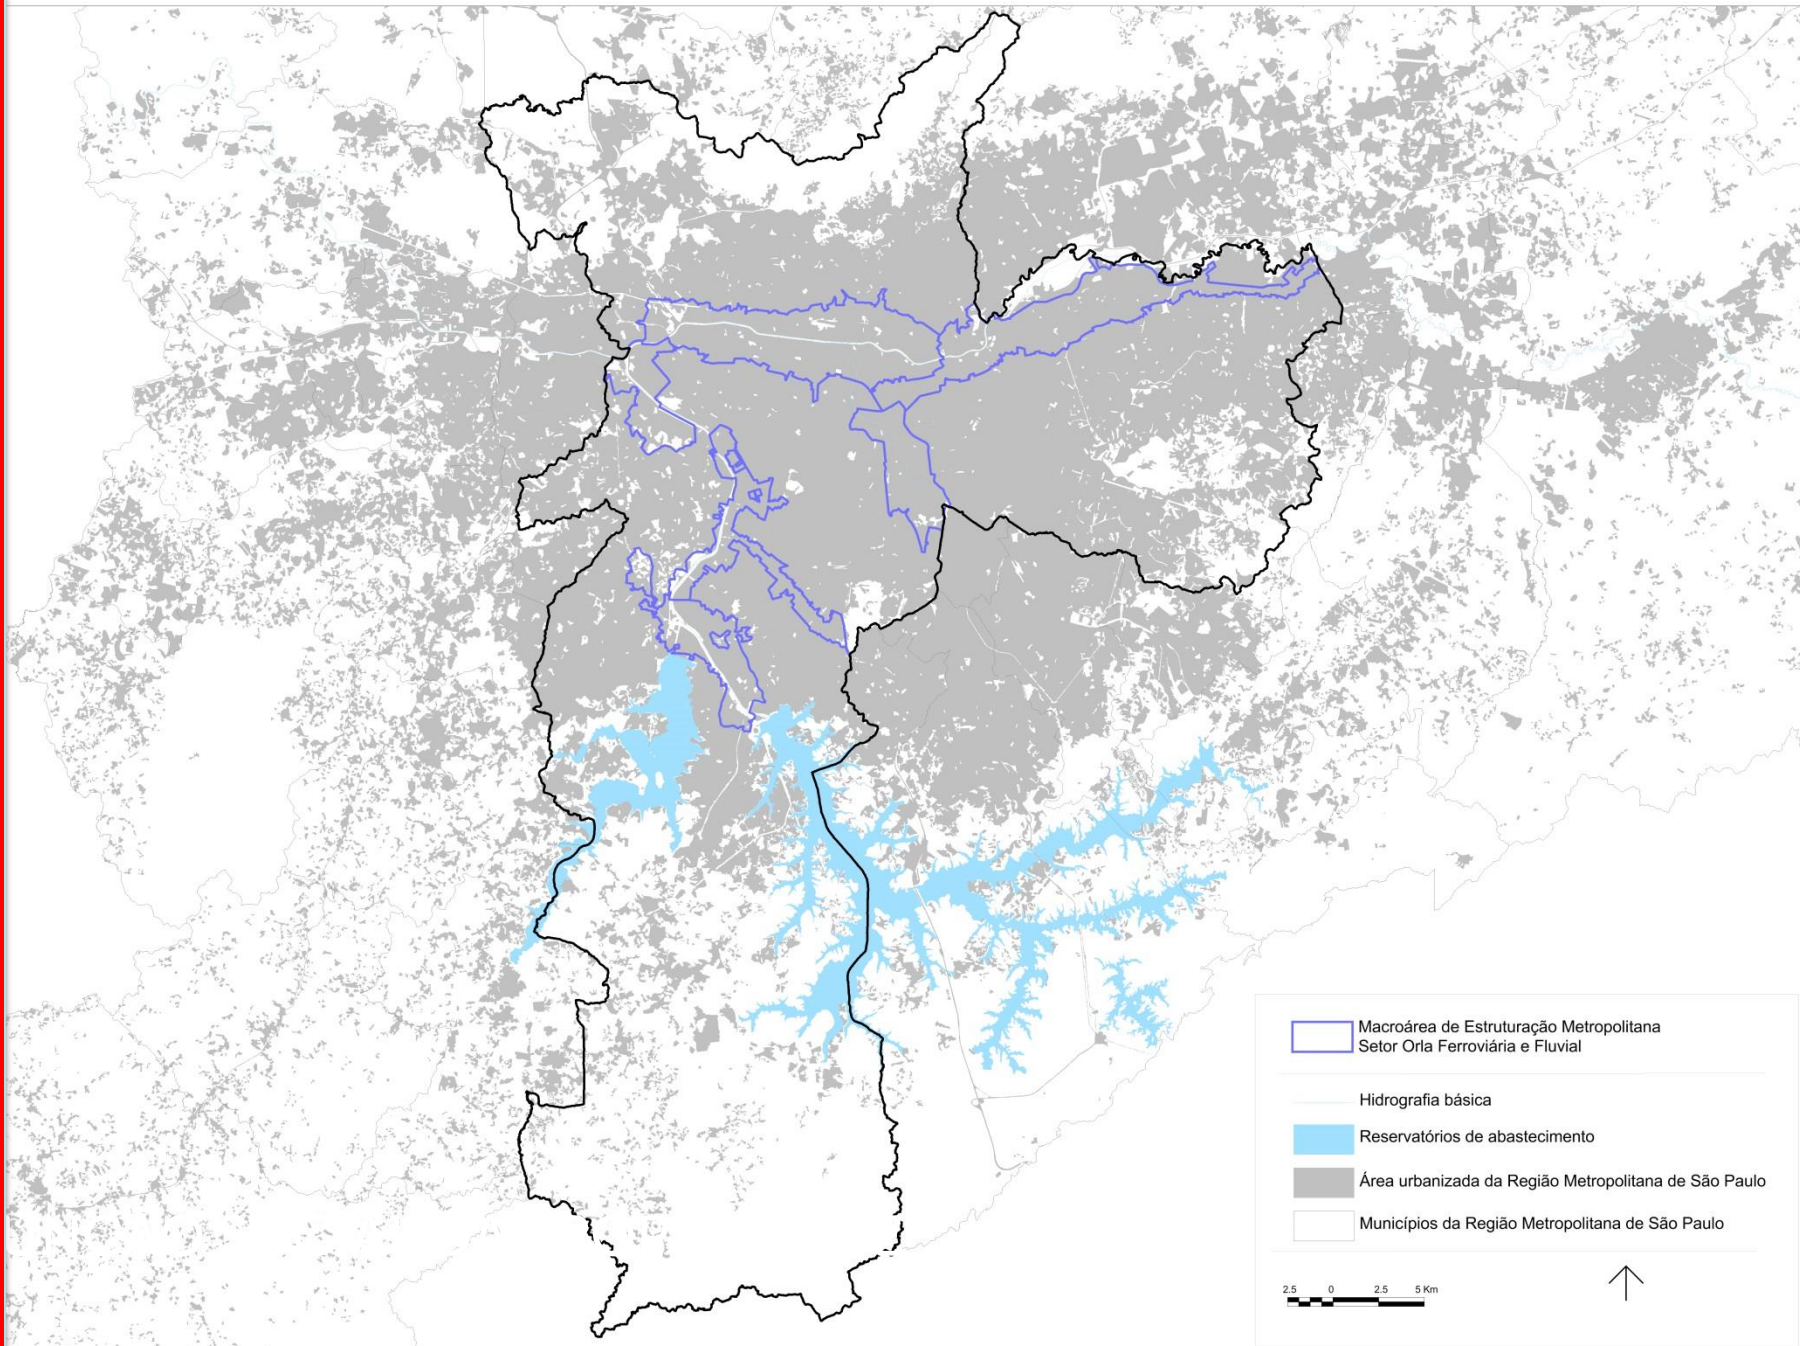 Macroárea de Estruturação Metropolitana
Setor Orla Ferroviária e Fluvial
Hidrografia básica
Reservatórios de abastecimento
Área urbanizada da Região Metropolitana de São Paulo
Municípios da Região Metropolitana de São Paulo
2.5 0 2.5 5 Km